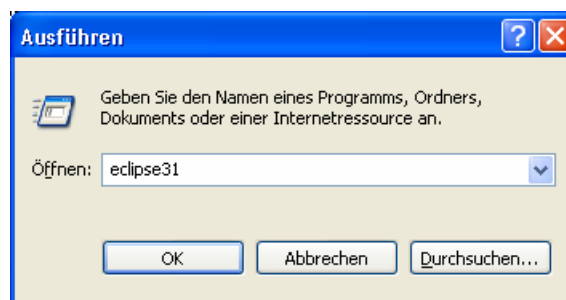 Ausführen
Geben Sie den Namen eines Programms, Ordners,
Dokuments oder einer Internetressource an.
Öffnen: eclipse31
OK Abbrechen Durchsuchen...